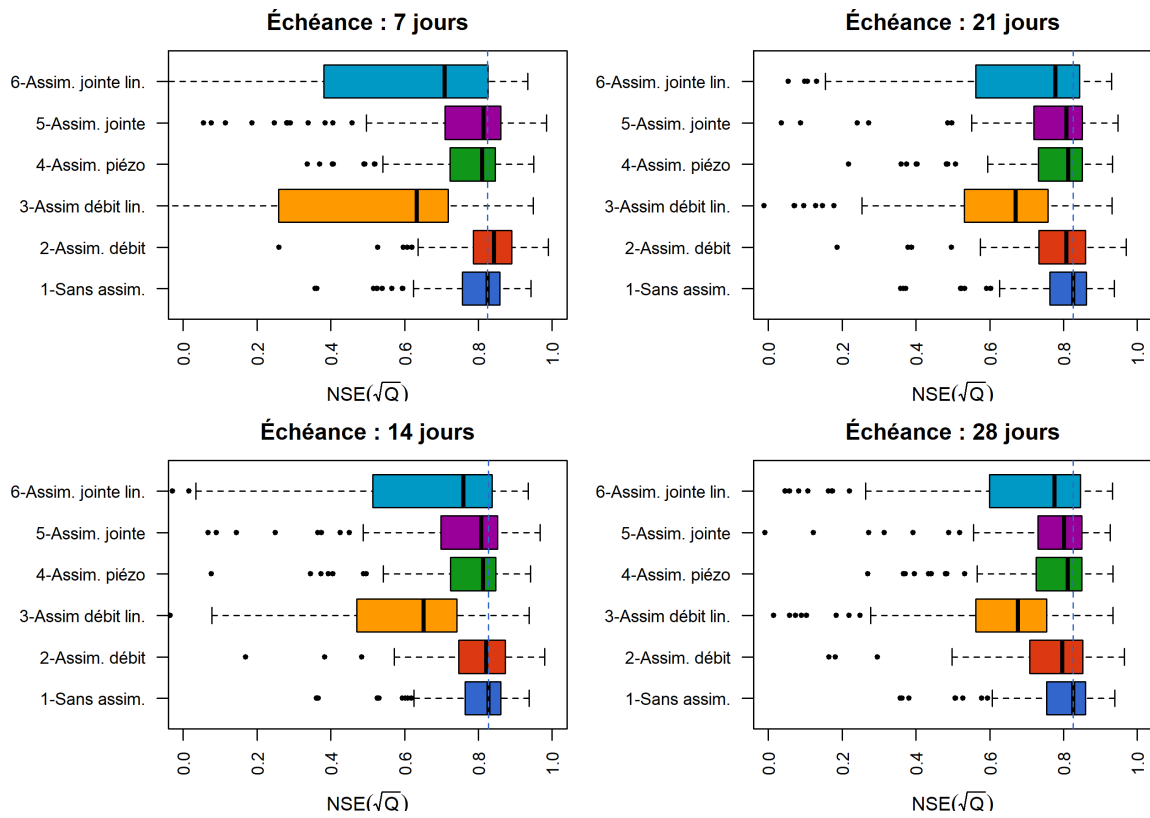 Échéance : 7 jours
6-Assim. jointe lin.
5-Assim. jointe
4-Assim. piézo
3-Assim débit lin.
2-Assim. débit
1-Sans assim.
0.0 0.2 0.4 0.6 0.8 1.0
NSE(√Q)
Échéance : 21 jours
6-Assim. jointe lin.
5-Assim. jointe
4-Assim. piézo
3-Assim débit lin.
2-Assim. débit
1-Sans assim.
0.0 0.2 0.4 0.6 0.8 1.0
NSE(√Q)
Échéance : 14 jours
6-Assim. jointe lin.
5-Assim. jointe
4-Assim. piézo
3-Assim débit lin.
2-Assim. débit
1-Sans assim.
0.0 0.2 0.4 0.6 0.8 1.0
NSE(√Q)
Échéance : 28 jours
6-Assim. jointe lin.
5-Assim. jointe
4-Assim. piézo
3-Assim débit lin.
2-Assim. débit
1-Sans assim.
0.0 0.2 0.4 0.6 0.8 1.0
NSE(√Q)